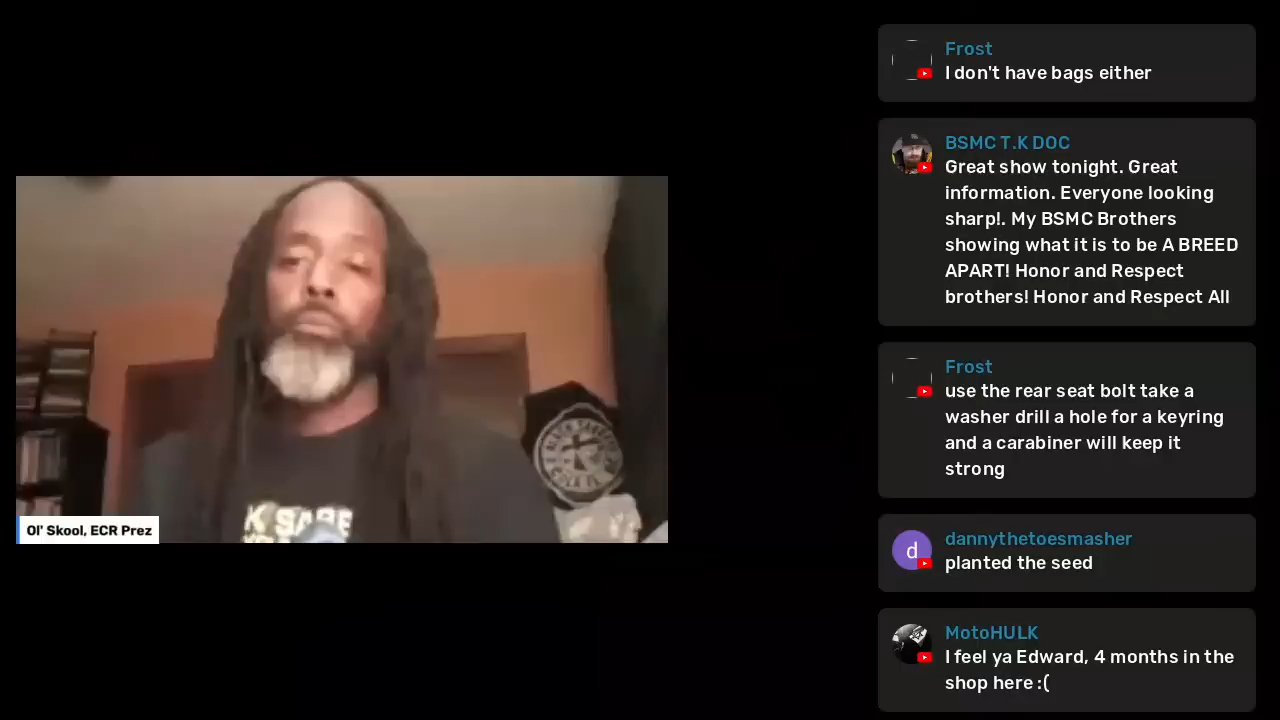 Frost
I don't have bags either
BSMC T.K DOC
Great show tonight. Great
information. Everyone looking
sharp!. My BSMC Brothers
showing what it is to be A BREED
APART! Honor and Respect
brothers! Honor and Respect All
Frost
use the rear seat bolt take a
washer drill a hole for a keyring
and a carabiner will keep it
strong
d
dannythetoesmasher
planted the seed
MotoHULK
I feel ya Edward, 4 months in the
shop here :(
K SABE
Ol' Skool, ECR Prez